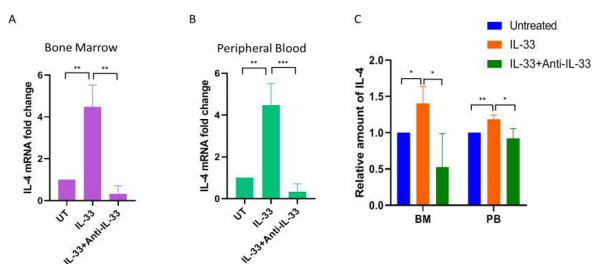 A
Bone Marrow
IL-4 mRNA fold change
6
4
2
0
**
**
UT
IL-33
IL-33+Anti-IL-33
B
Peripheral Blood
IL-4 mRNA fold change
6
4
2
0
**
***
UT
IL-33
IL-33+Anti-IL-33
C
Untreated
IL-33
IL-33+Anti-IL-33
Relative amount of IL-4
2.0
1.5
1.0
0.5
0.0
*
*
**
*
BM
PB